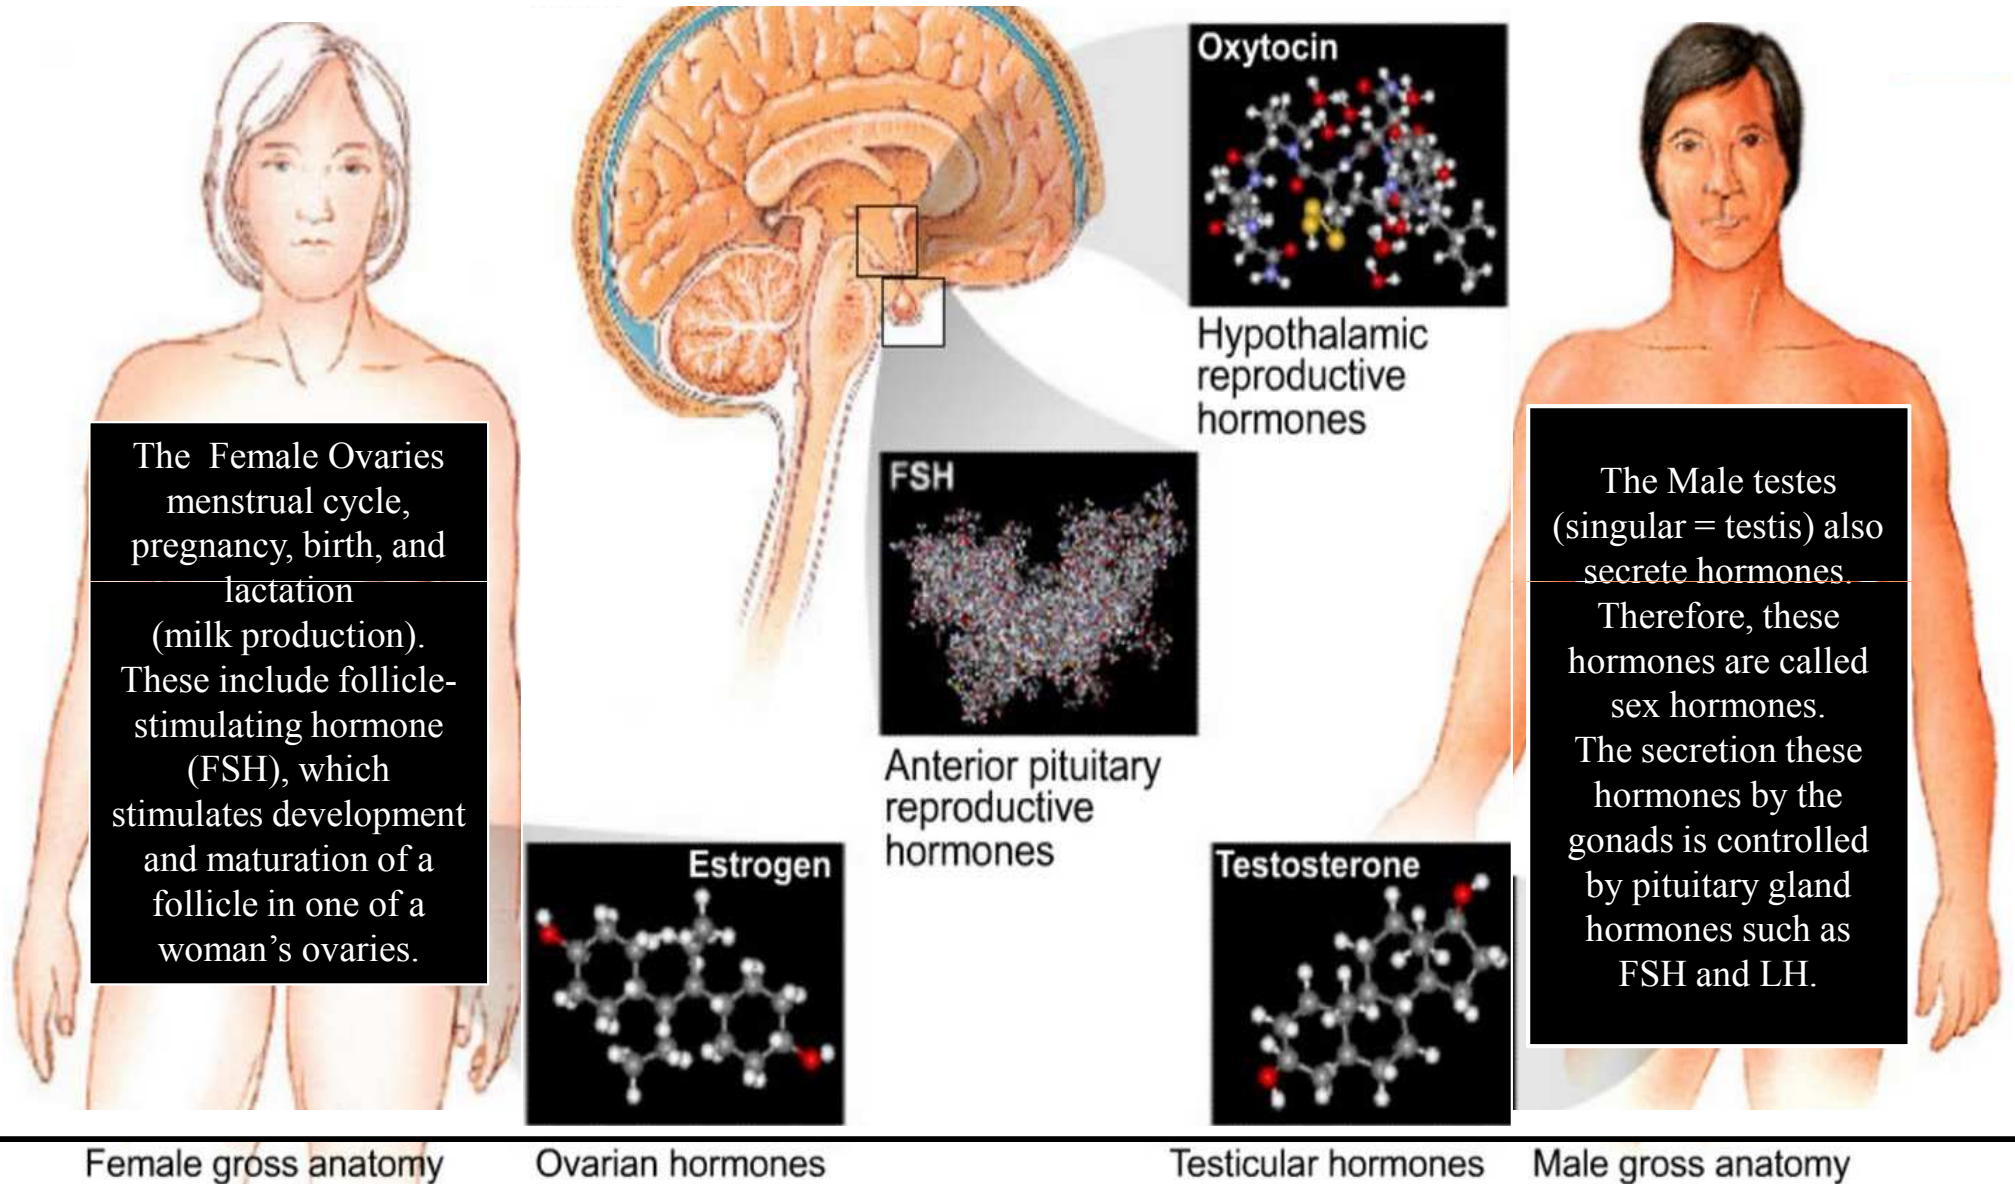 The Female Ovaries
menstrual cycle,
pregnancy, birth, and
lactation
(milk production).
These include follicle-
stimulating hormone
(FSH), which
stimulates development
and maturation of a
follicle in one of a
woman’s ovaries.
Oxytocin
Hypothalamic
reproductive
hormones
FSH
Anterior pituitary
reproductive
hormones
Estrogen
Testosterone
The Male testes
(singular = testis) also
secrete hormones.
Therefore, these
hormones are called
sex hormones.
The secretion these
hormones by the
gonads is controlled
by pituitary gland
hormones such as
FSH and LH.
Female gross anatomy
Ovarian hormones
Testicular hormones
Male gross anatomy